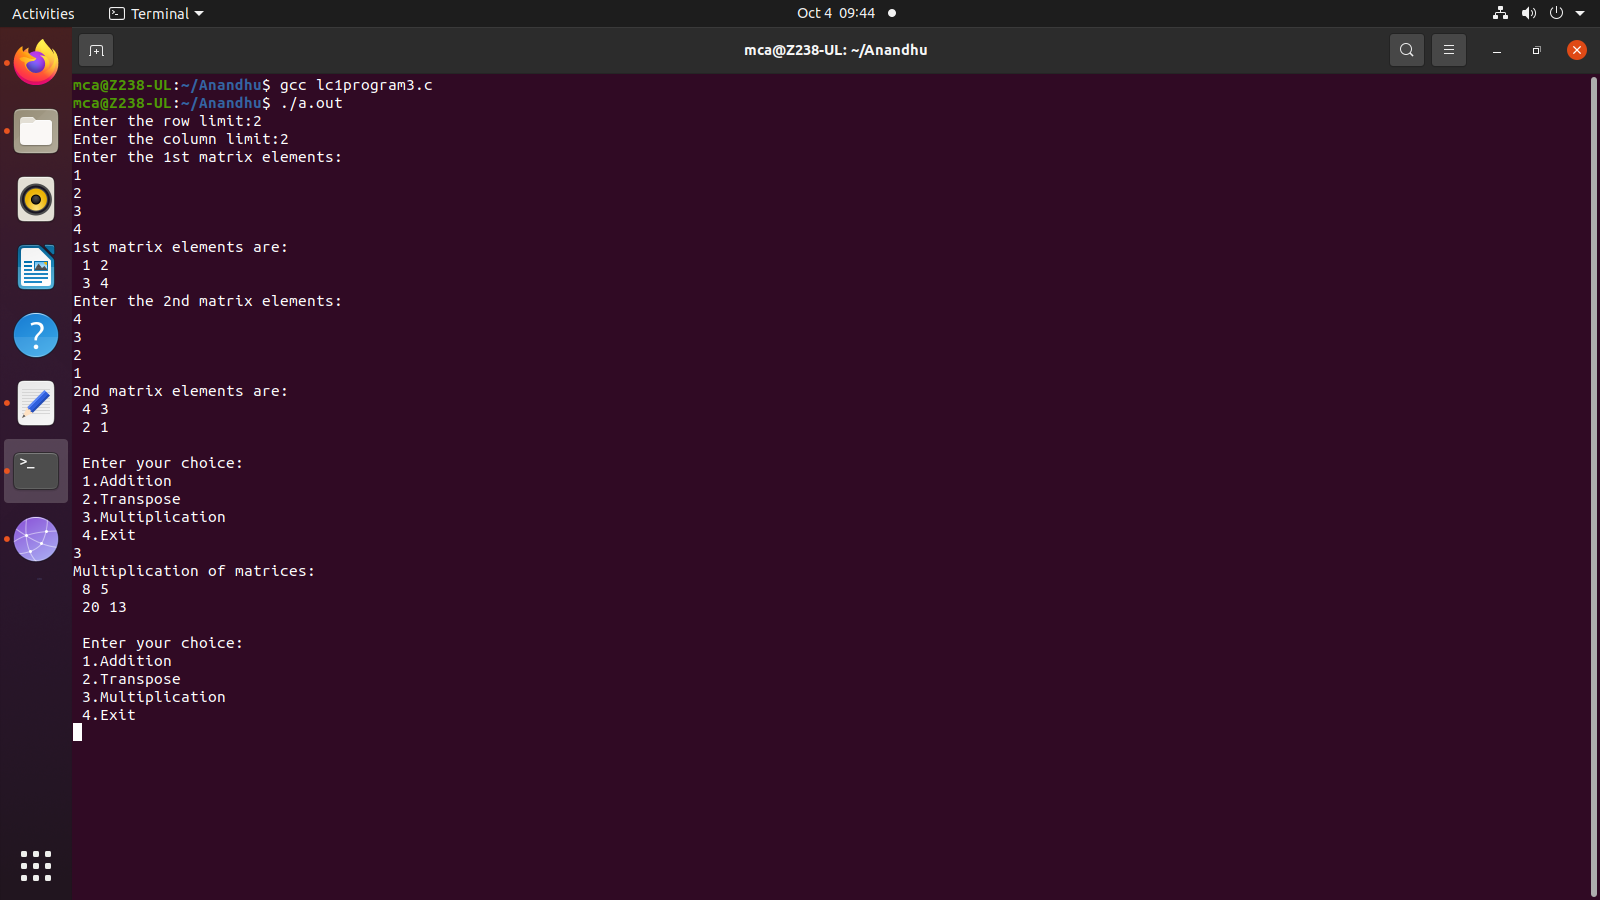 Activities Terminal Oct 4 09:44
mca@Z238-UL: ~/Anandhu
mca@Z238-UL:~/Anandhu$ gcc lc1program3.c
mca@Z238-UL:~/Anandhu$ ./a.out
Enter the row limit:2
Enter the column limit:2
Enter the 1st matrix elements:
1
2
3
4
1st matrix elements are:
 1 2
 3 4
Enter the 2nd matrix elements:
4
3
2
1
2nd matrix elements are:
 4 3
 2 1

 Enter your choice:
 1.Addition
 2.Transpose
 3.Multiplication
 4.Exit
3
Multiplication of matrices:
 8 5
 20 13

 Enter your choice:
 1.Addition
 2.Transpose
 3.Multiplication
 4.Exit